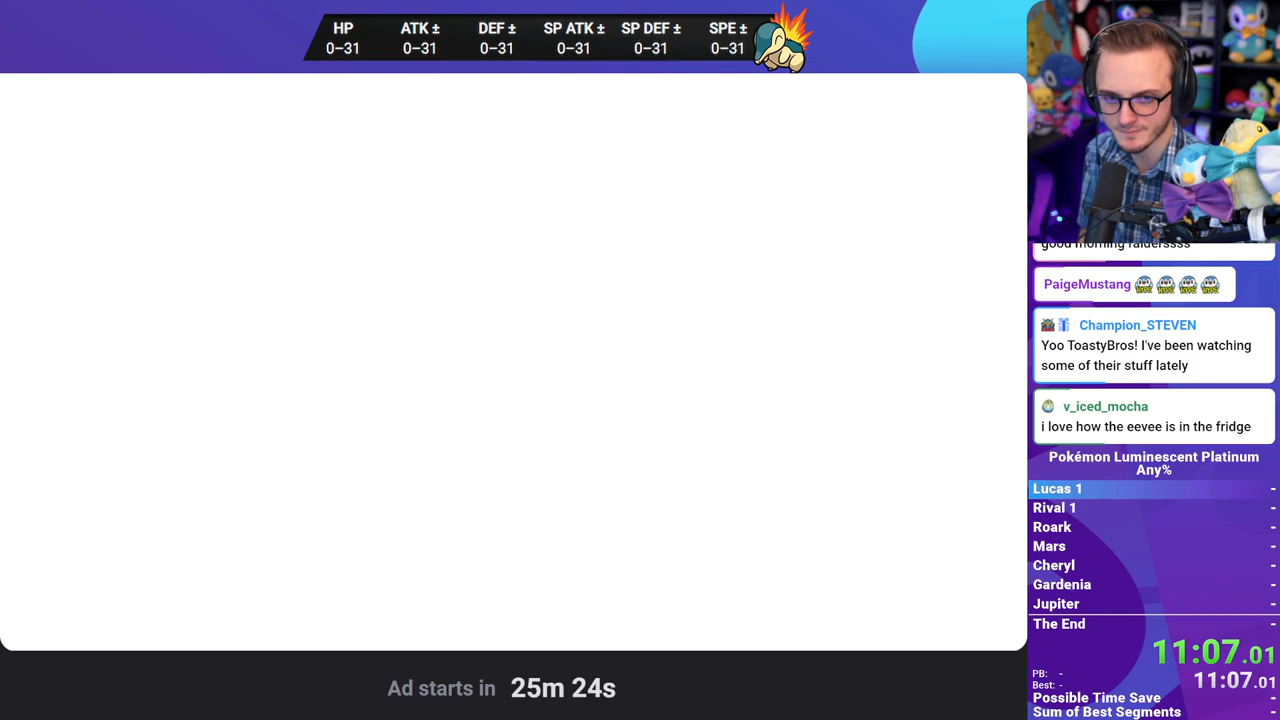 HP ATK ± DEF ± SP ATK ± SP DEF ± SPE ±
0–31 0–31 0–31 0–31 0–31 0–31
good morning raiderssss
PaigeMustang
Champion_STEVEN
Yoo ToastyBros! I've been watching
some of their stuff lately
v_iced_mocha
i love how the eevee is in the fridge
Pokémon Luminescent Platinum
Any%
Lucas 1 -
Rival 1 -
Roark -
Mars -
Cheryl -
Gardenia -
Jupiter -
The End -
11:07.01
PB: -
Best: - 11:07.01
Possible Time Save -
Sum of Best Segments -
Ad starts in 25m 24s